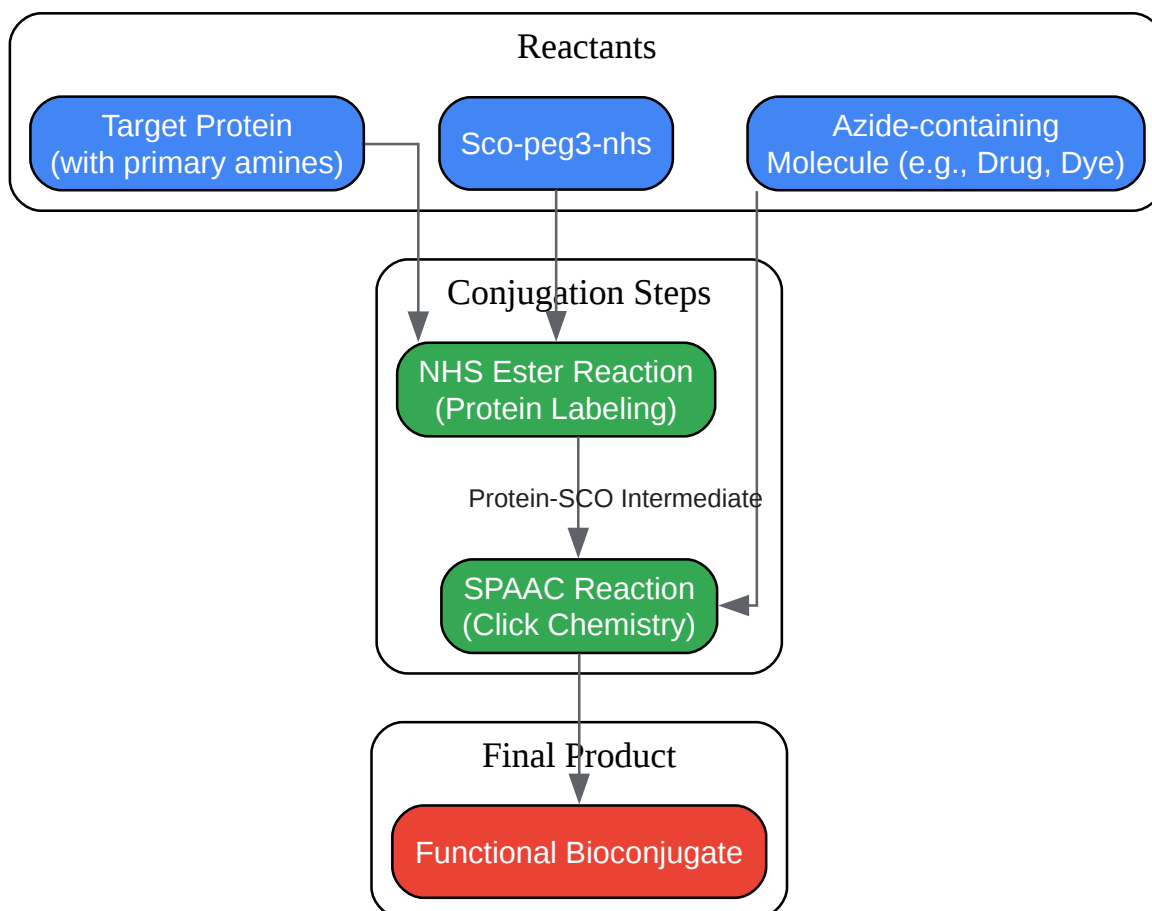 Reactants
Target Protein
(with primary amines)
Sco-peg3-nhs
Azide-containing
Molecule (e.g., Drug, Dye)
Conjugation Steps
NHS Ester Reaction
(Protein Labeling)
Protein-SCO Intermediate
SPAAC Reaction
(Click Chemistry)
Final Product
Functional Bioconjugate